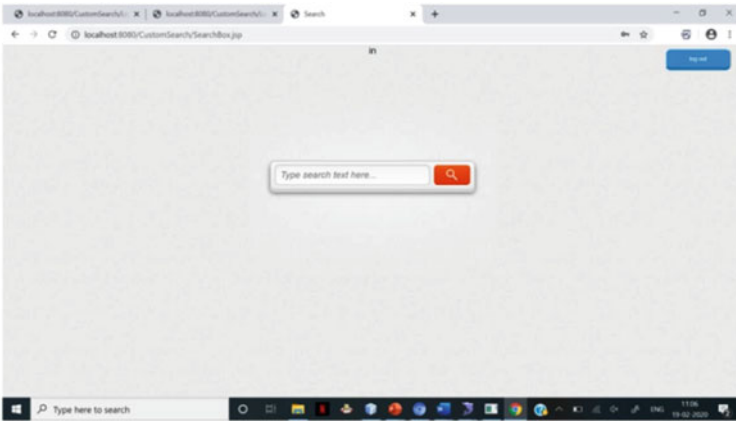 localhost:8080/CustomSearch/
localhost:8080/CustomSearch/
Search
localhost:8080/CustomSearch/SearchBox.jsp
in
log out
Type search text here...
Type here to search
ENG
11:06
19-02-2020